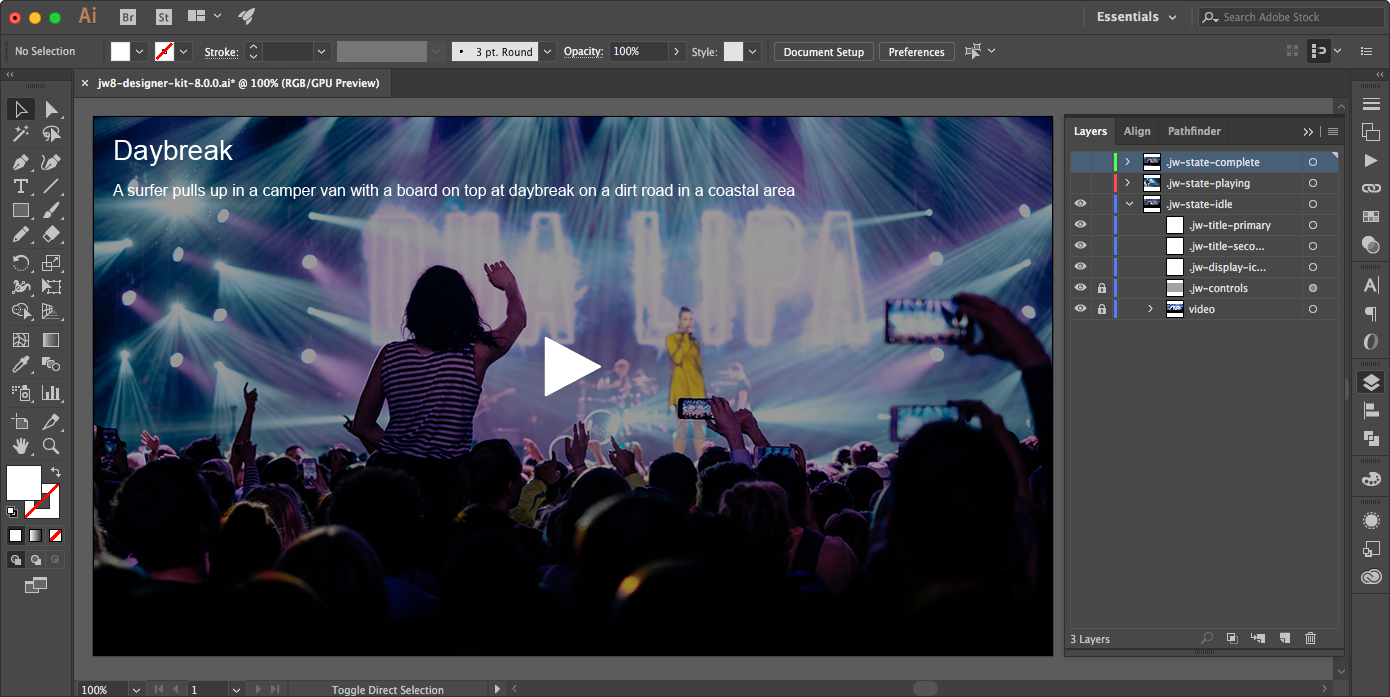 Ai Br St Essentials Search Adobe Stock
No Selection Stroke: 3 pt. Round Opacity: 100% Style: Document Setup Preferences
jw8-designer-kit-8.0.0.ai* @ 100% (RGB/GPU Preview)
Daybreak
A surfer pulls up in a camper van with a board on top at daybreak on a dirt road in a coastal area
DUA LIPA
Layers Align Pathfinder
.jw-state-complete
.jw-state-playing
.jw-state-idle
.jw-title-primary
.jw-title-seco...
.jw-display-ic...
.jw-controls
video
3 Layers
100% 1 Toggle Direct Selection